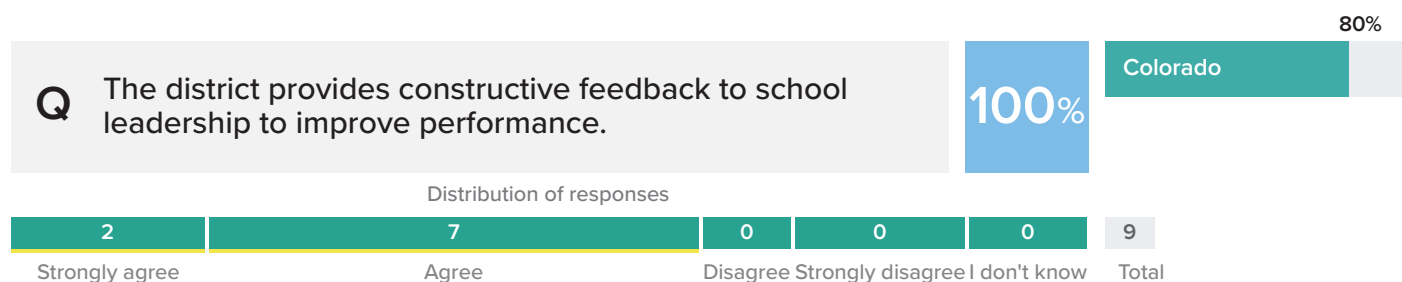 80%
Q
The district provides constructive feedback to school
leadership to improve performance.
100%
Colorado
Distribution of responses
2 7 0 0 0 9
Strongly agree Agree Disagree Strongly disagree I don't know Total